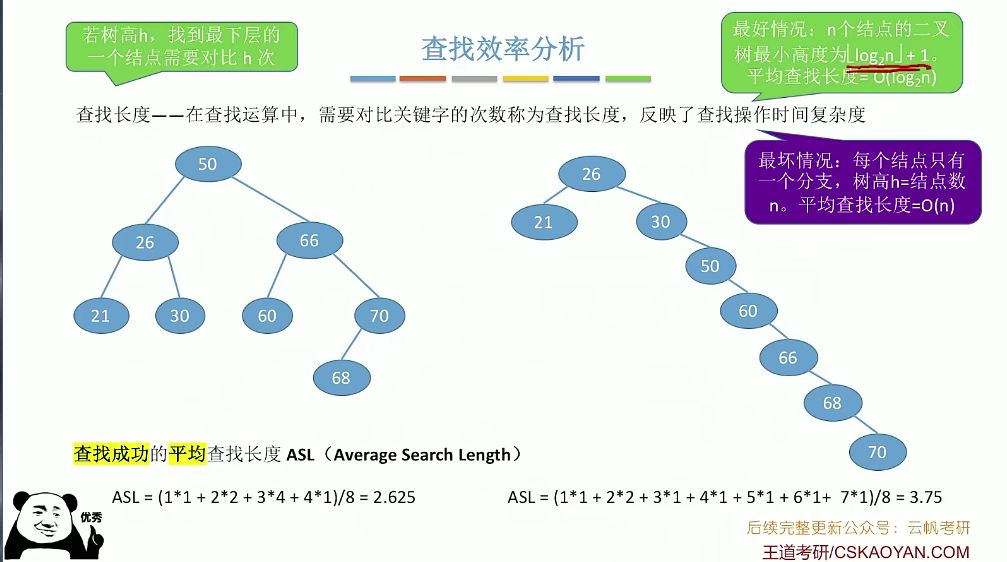 若树高h，找到最下层的
一个结点需要对比 h 次
查找效率分析
最好情况：n个结点的二叉
树最小高度为⌊log₂n⌋ + 1。
平均查找长度= O(log₂n)
查找长度——在查找运算中，需要对比关键字的次数称为查找长度，反映了查找操作时间复杂度
最坏情况：每个结点只有
一个分支，树高h=结点数
n。平均查找长度=O(n)
50
26
66
21
30
60
70
68
26
21
30
50
60
66
68
70
查找成功的平均查找长度 ASL（Average Search Length）
ASL = (1*1 + 2*2 + 3*4 + 4*1)/8 = 2.625
ASL = (1*1 + 2*2 + 3*1 + 4*1 + 5*1 + 6*1+ 7*1)/8 = 3.75
优秀
后续完整更新公众号：云帆考研
王道考研/CSKAOYAN.COM